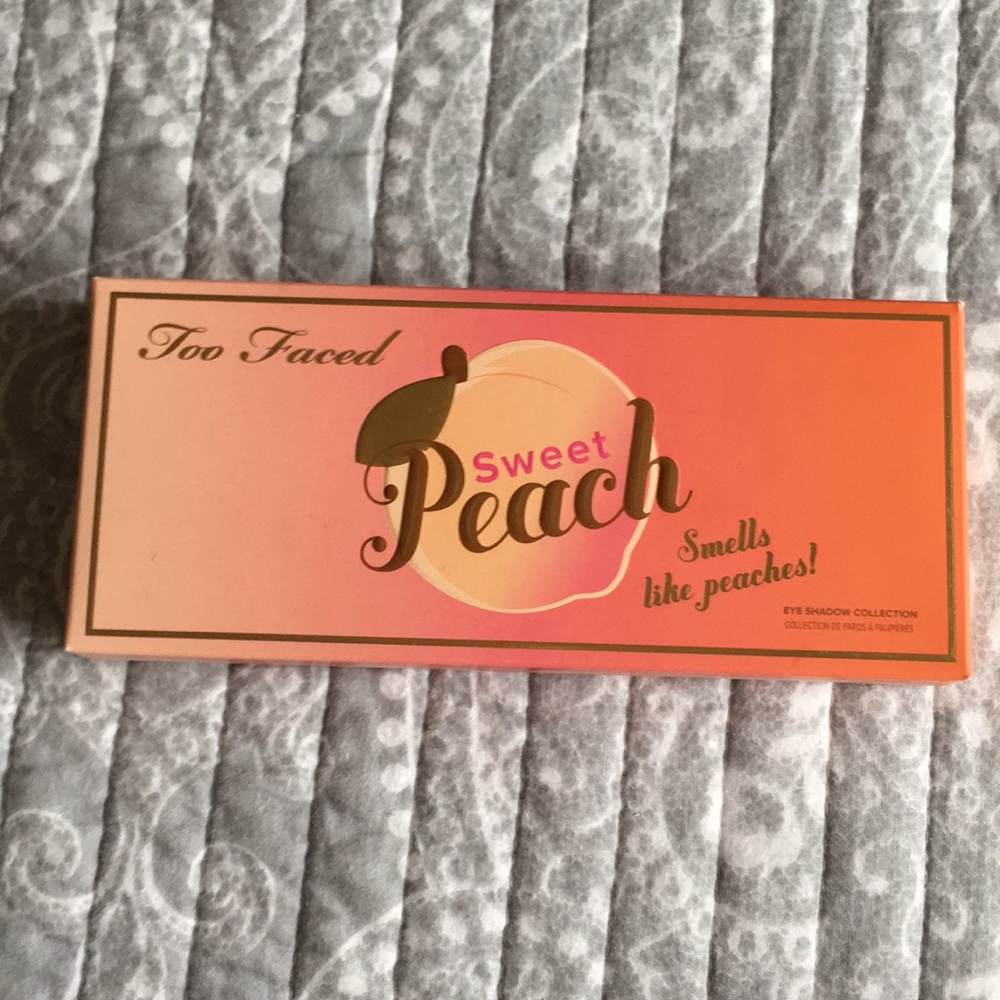 Too Faced
Sweet
Peach
Smells
like peaches!
EYE SHADOW COLLECTION
COLLECTION DE FARDS À PAUPIÈRES